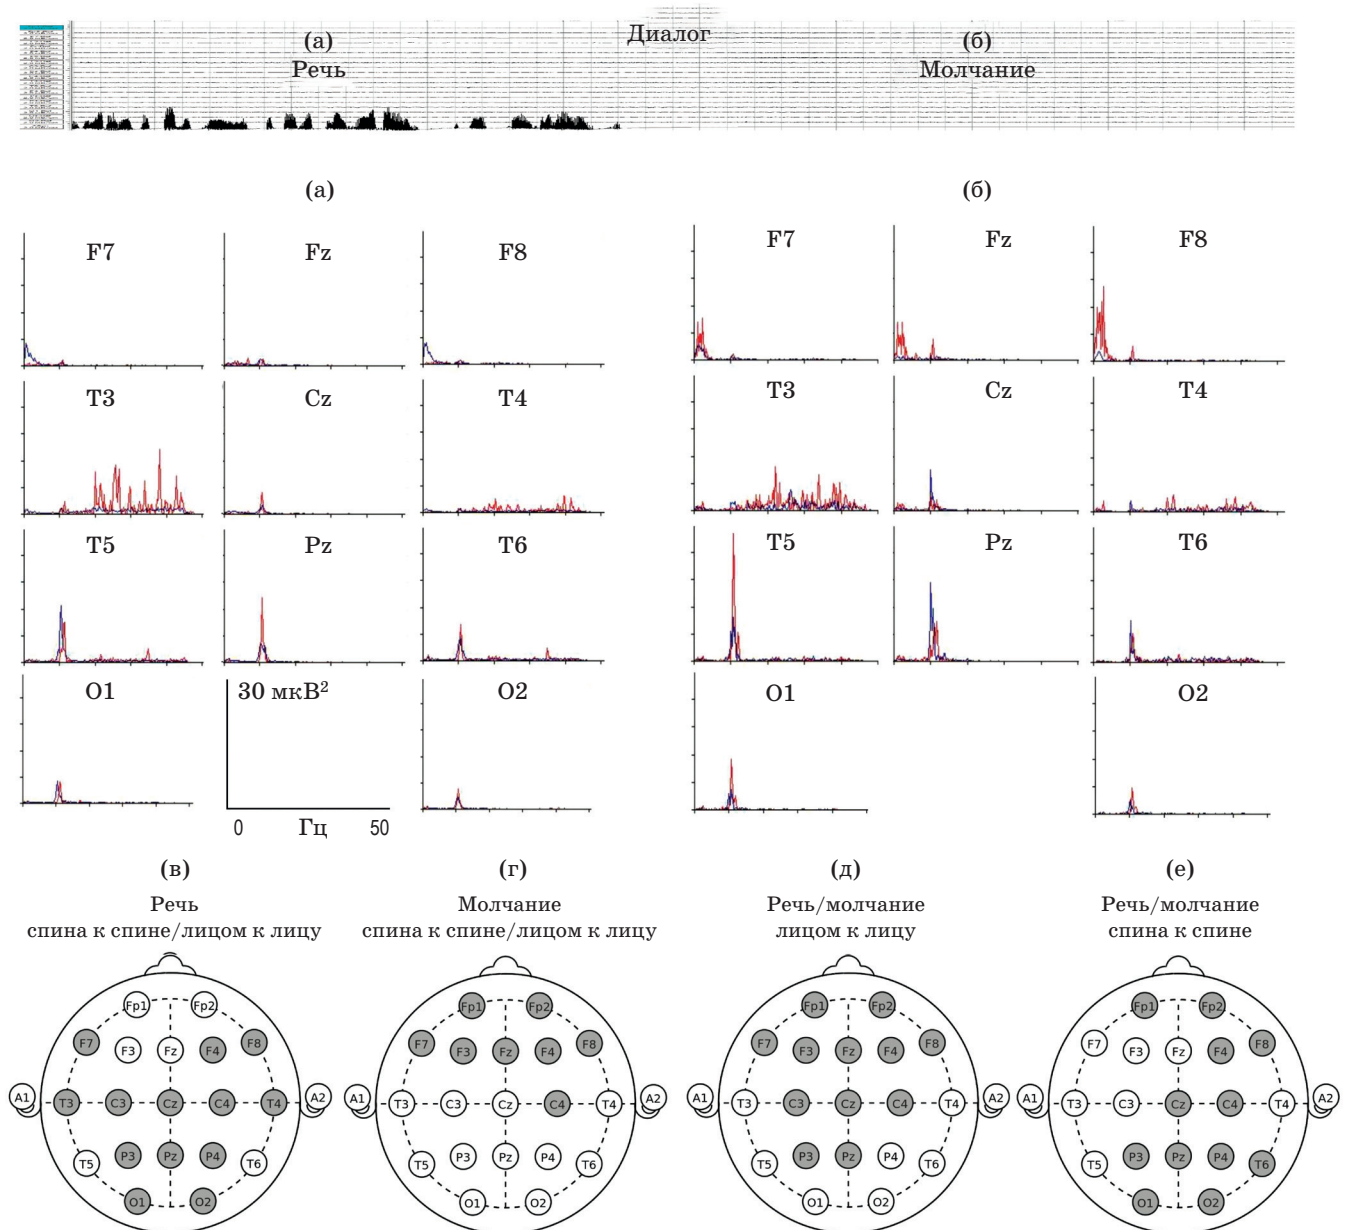 Диалог
(а) (б)
Речь Молчание
(а) (б)
F7 Fz F8 F7 Fz F8
T3 Cz T4 T3 Cz T4
T5 Pz T6 T5 Pz T6
O1 30 мкВ² O2 O1 O2
0 Гц 50
(в) (г) (д) (е)
Речь Молчание Речь/молчание Речь/молчание
спина к спине/лицом к лицу спина к спине/лицом к лицу лицом к лицу спина к спине
Fp1 Fp2 Fp1 Fp2 Fp1 Fp2 Fp1 Fp2
F7 F3 Fz F4 F8 F7 F3 Fz F4 F8 F7 F3 Fz F4 F8 F7 F3 Fz F4 F8
A1 T3 C3 Cz C4 T4 A2 A1 T3 C3 Cz C4 T4 A2 A1 T3 C3 Cz C4 T4 A2 A1 T3 C3 Cz C4 T4 A2
T5 P3 Pz P4 T6 T5 P3 Pz P4 T6 T5 P3 Pz P4 T6 T5 P3 Pz P4 T6
O1 O2 O1 O2 O1 O2 O1 O2